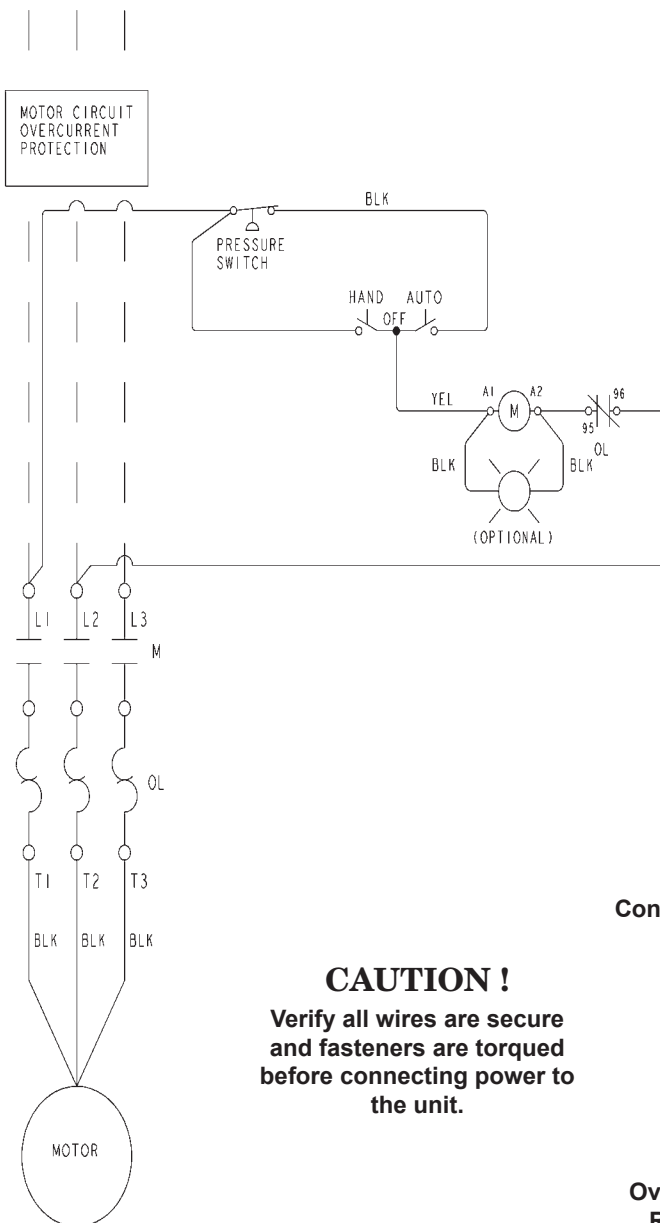 MOTOR CIRCUIT
OVERCURRENT
PROTECTION
BLK
PRESSURE
SWITCH
HAND AUTO
OFF
YEL A1 M A2 95 96
OL
BLK BLK
(OPTIONAL)
L1 L2 L3
M
OL
T1 T2 T3
BLK BLK BLK
MOTOR
CAUTION !
Verify all wires are secure
and fasteners are torqued
before connecting power to
the unit.
Con
Ov